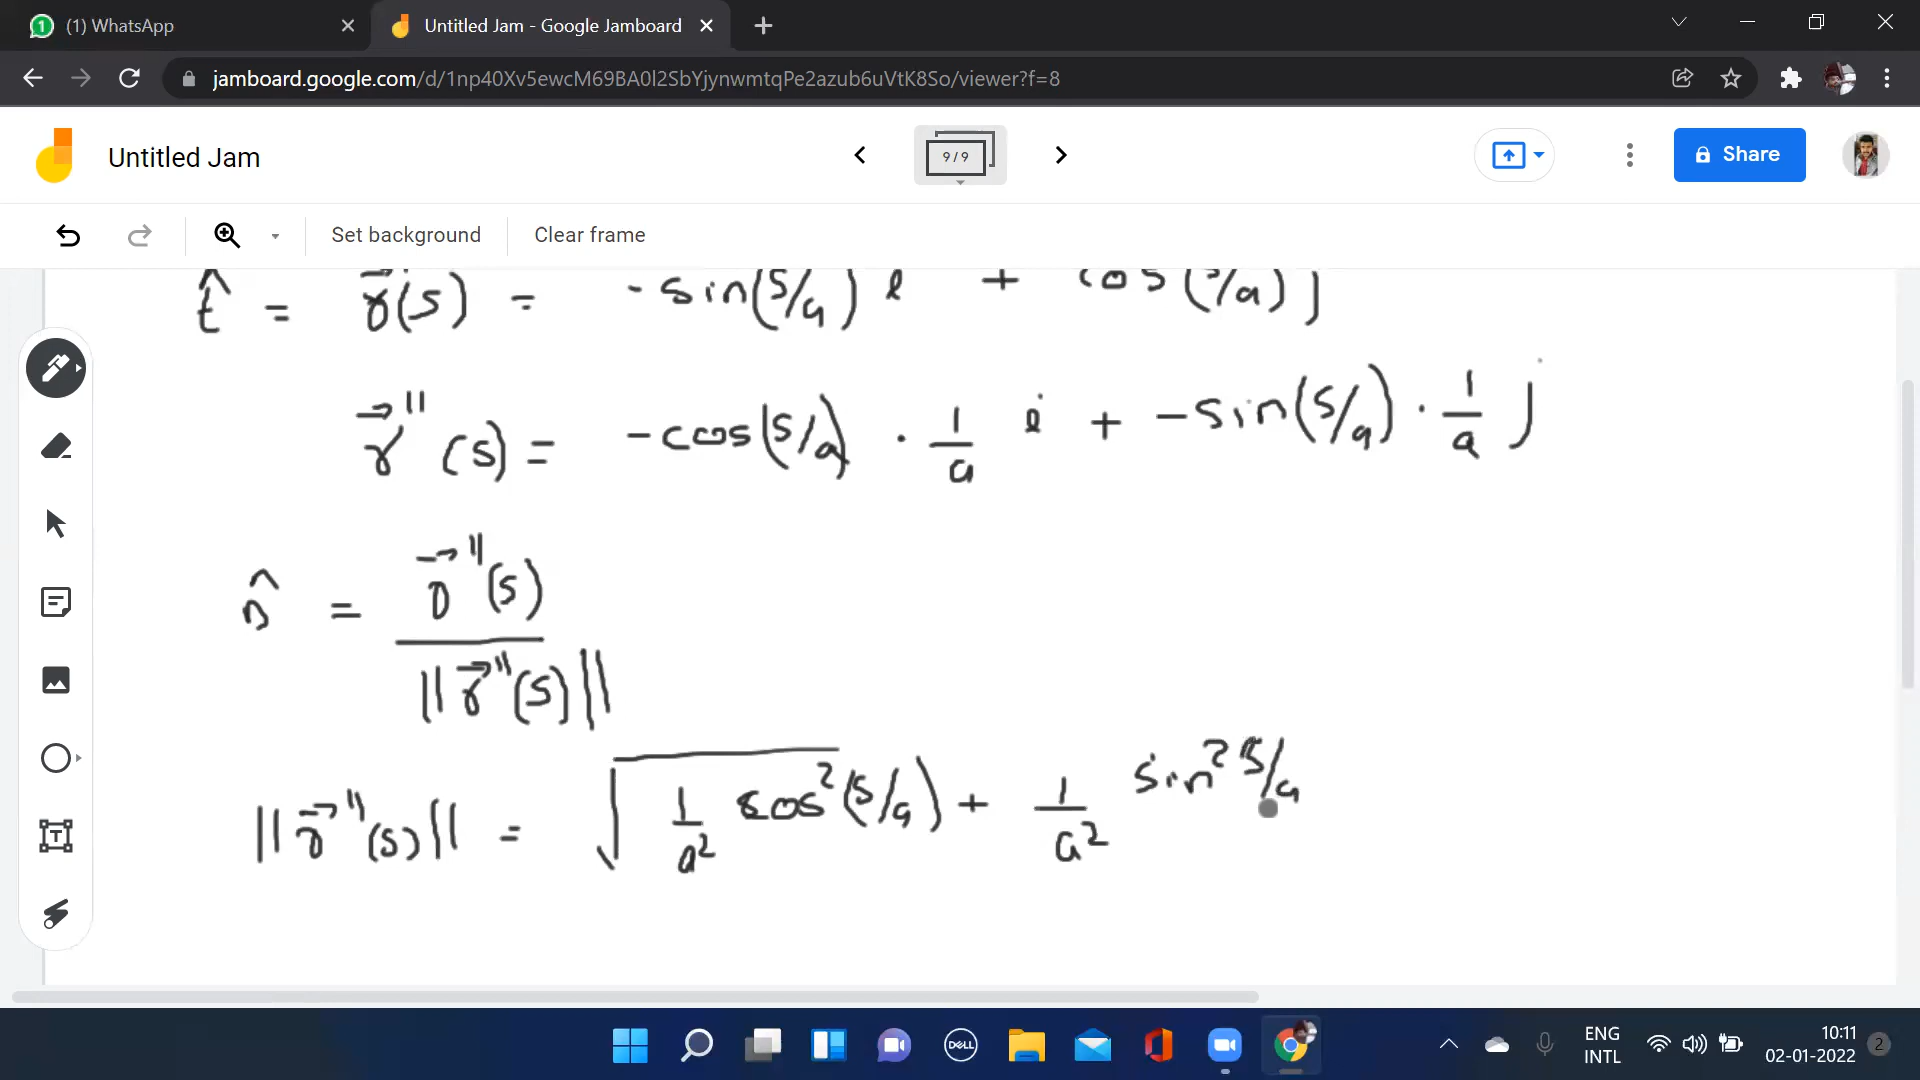 (1) WhatsApp
Untitled Jam - Google Jamboard
jamboard.google.com/d/1np40Xv5ewcM69BA0l2SbYjynwmtqPe2azub6uVtK8So/viewer?f=8
Untitled Jam
9 / 9
Share
Set background
Clear frame
t̂ = r⃗'(s) = -sin(s/a) i + cos(s/a) j
r⃗''(s) = -cos(s/a) · 1/a i + -sin(s/a) · 1/a j
n̂ = r⃗''(s) / ||r⃗''(s)||
||r⃗''(s)|| = √ 1/a² cos²(s/a) + 1/a² sin² s/a
DELL
ENG
INTL
10:11
02-01-2022
2